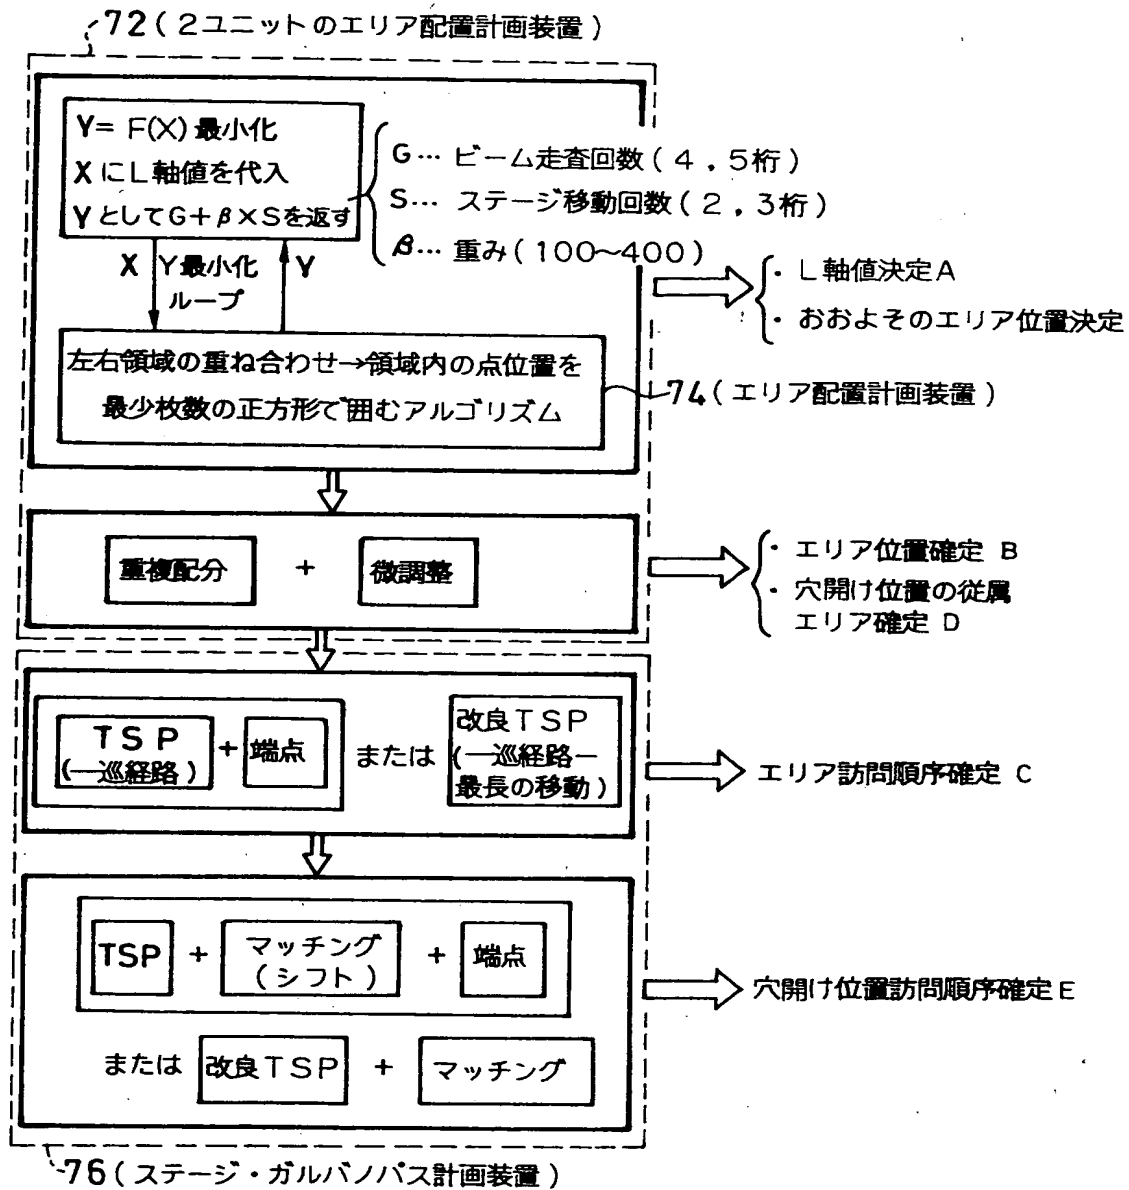 72(2ユニットのエリア配置計画装置)
Y= F(X)最小化
XにL軸値を代入
YとしてG+β×Sを返す
G… ビーム走査回数(4,5桁)
S… ステージ移動回数(2,3桁)
β… 重み(100~400)
X
Y最小化
ループ
Y
・L軸値決定A
・おおよそのエリア位置決定
左右領域の重ね合わせ→領域内の点位置を
最少枚数の正方形で囲むアルゴリズム
74(エリア配置計画装置)
重複配分
+
微調整
・エリア位置確定 B
・穴開け位置の従属
エリア確定 D
TSP
(一巡経路)
+
端点
または
改良TSP
(一巡経路−
最長の移動)
エリア訪問順序確定 C
TSP
+
マッチング
(シフト)
+
端点
穴開け位置訪問順序確定E
または
改良TSP
+
マッチング
76(ステージ・ガルバノパス計画装置)